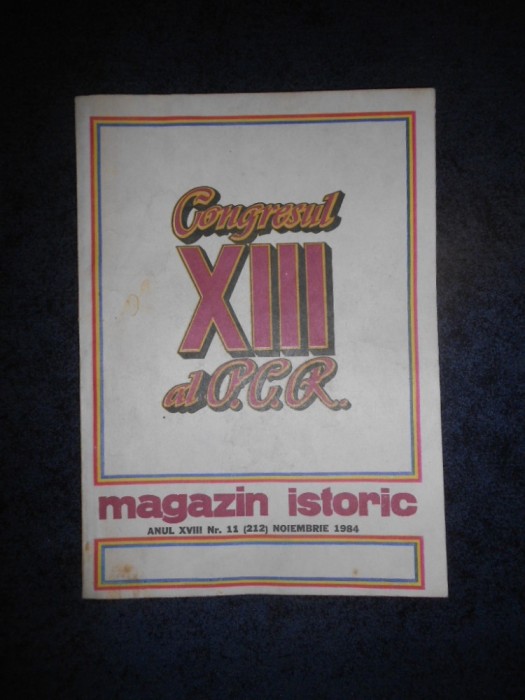 Congresul
XIII
al P.C.R.
magazin istoric
ANUL XVIII Nr. 11 (212) NOIEMBRIE 1984